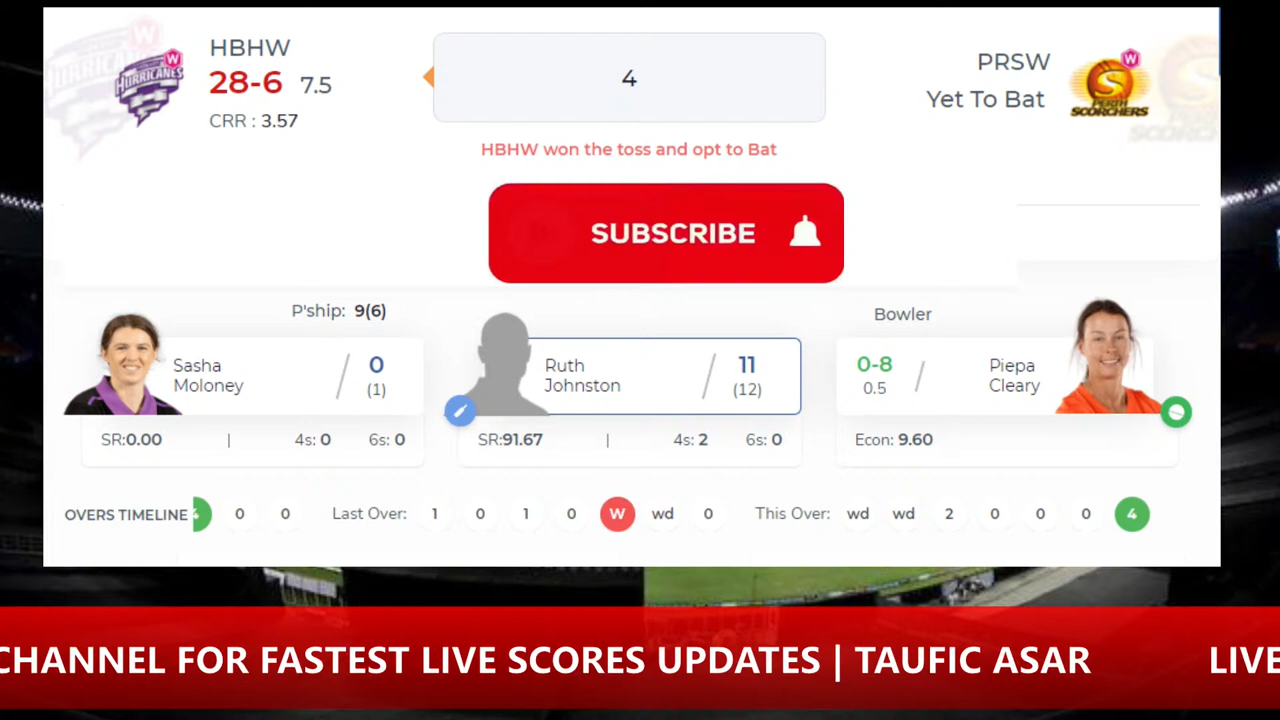 HBHW
28-6 7.5
CRR : 3.57
4
HBHW won the toss and opt to Bat
PRSW
Yet To Bat
W
HURRICANES
W
PERTH
SCORCHERS
SUBSCRIBE
P'ship: 9(6)
Bowler
Sasha
Moloney
0
(1)
SR:0.00 | 4s: 0 6s: 0
Ruth
Johnston
11
(12)
SR:91.67 | 4s: 2 6s: 0
0-8
0.5
Piepa
Cleary
Econ: 9.60
OVERS TIMELINE 4 0 0 Last Over: 1 0 1 0 W wd 0 This Over: wd wd 2 0 0 0 4
CHANNEL FOR FASTEST LIVE SCORES UPDATES | TAUFIC ASAR LIVE